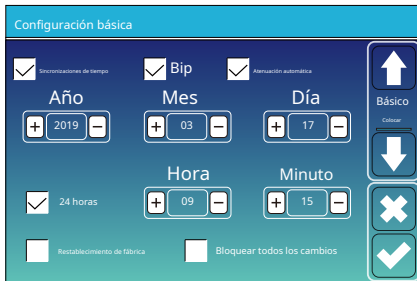 Configuración básica
Sincronizaciones de tiempo
Bip
Atenuación automática
Año
Mes
Día
Básico
Colocar
+ 2019 −
+ 03 −
+ 17 −
Hora
Minuto
24 horas
+ 09 −
+ 15 −
Restablecimiento de fábrica
Bloquear todos los cambios